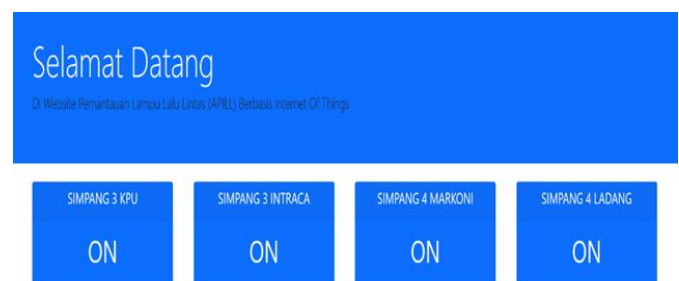 Selamat Datang
Di Website Pemantauan Lampu Lalu Lintas (APILL) Berbasis Internet Of Things
SIMPANG 3 KPU
SIMPANG 3 INTRACA
SIMPANG 4 MARKONI
SIMPANG 4 LADANG
ON
ON
ON
ON